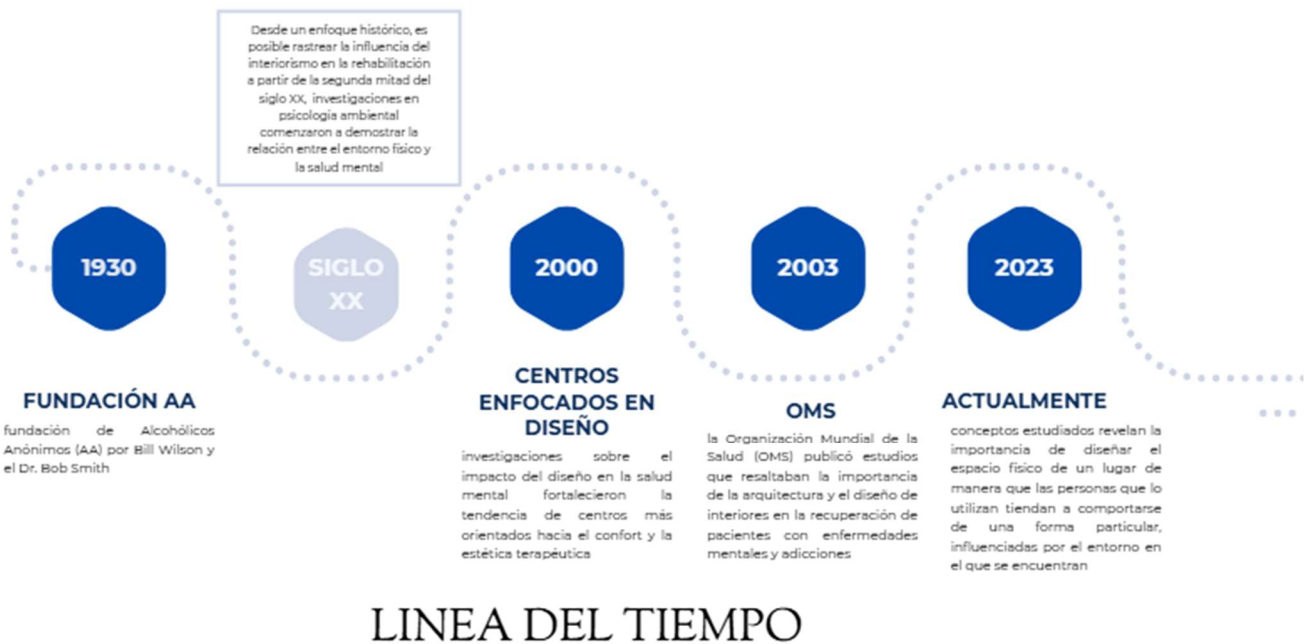 Desde un enfoque histórico, es
posible rastrear la influencia del
interiorismo en la rehabilitación
a partir de la segunda mitad del
siglo XX, investigaciones en
psicología ambiental
comenzaron a demostrar la
relación entre el entorno físico y
la salud mental
1930
SIGLO
XX
2000
2003
2023
FUNDACIÓN AA
fundación de Alcohólicos
Anónimos (AA) por Bill Wilson y
el Dr. Bob Smith
CENTROS
ENFOCADOS EN
DISEÑO
investigaciones sobre el
impacto del diseño en la salud
mental fortalecieron la
tendencia de centros más
orientados hacia el confort y la
estética terapéutica
OMS
la Organización Mundial de la
Salud (OMS) publicó estudios
que resaltaban la importancia
de la arquitectura y el diseño de
interiores en la recuperación de
pacientes con enfermedades
mentales y adicciones
ACTUALMENTE
conceptos estudiados revelan la
importancia de diseñar el
espacio físico de un lugar de
manera que las personas que lo
utilizan tiendan a comportarse
de una forma particular,
influenciadas por el entorno en
el que se encuentran
LINEA DEL TIEMPO